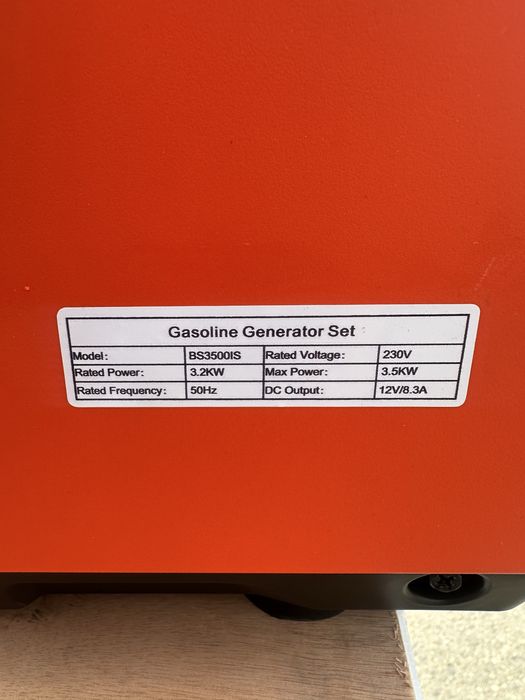 Gasoline Generator Set
Model: BS3500IS Rated Voltage: 230V
Rated Power: 3.2KW Max Power: 3.5KW
Rated Frequency: 50Hz DC Output: 12V/8.3A